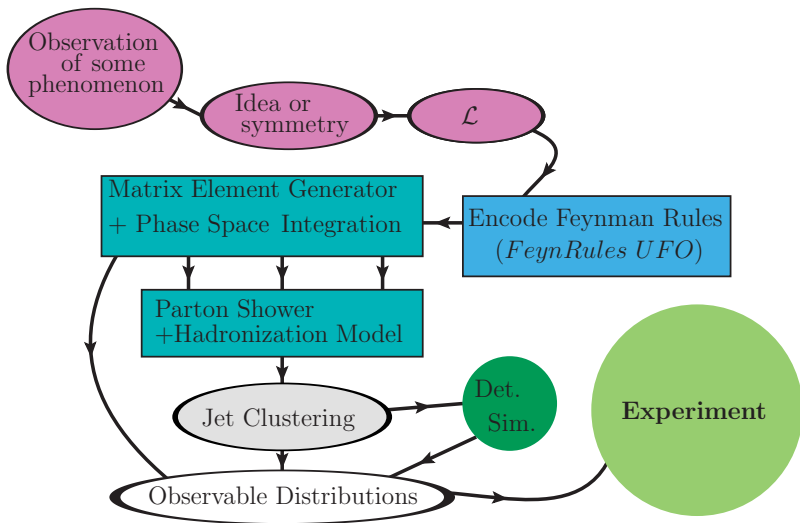 Observation
of some
phenomenon
Idea or
symmetry
ℒ
Matrix Element Generator
+ Phase Space Integration
Encode Feynman Rules
(FeynRules UFO)
Parton Shower
+Hadronization Model
Det.
Sim.
Jet Clustering
Experiment
Observable Distributions